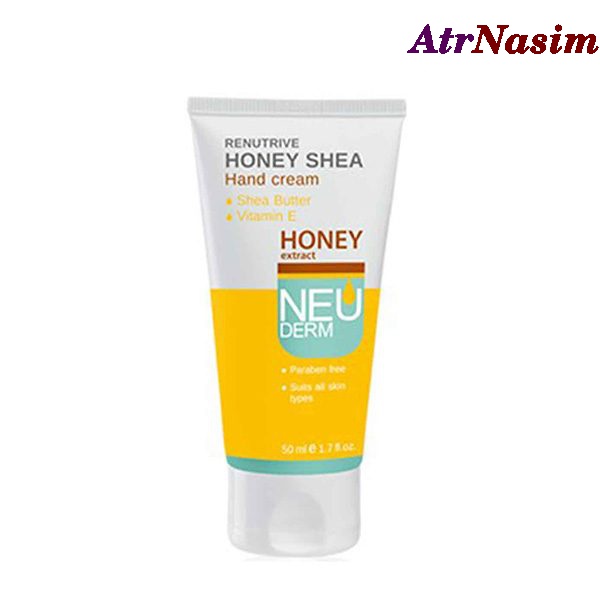 AtrNasim
RENUTRIVE
HONEY SHEA
Hand cream
Shea Butter
Vitamin E
HONEY
extract
NEU
DERM
Paraben free
Suits all skin
types
50 ml e 1.7 fl.oz.